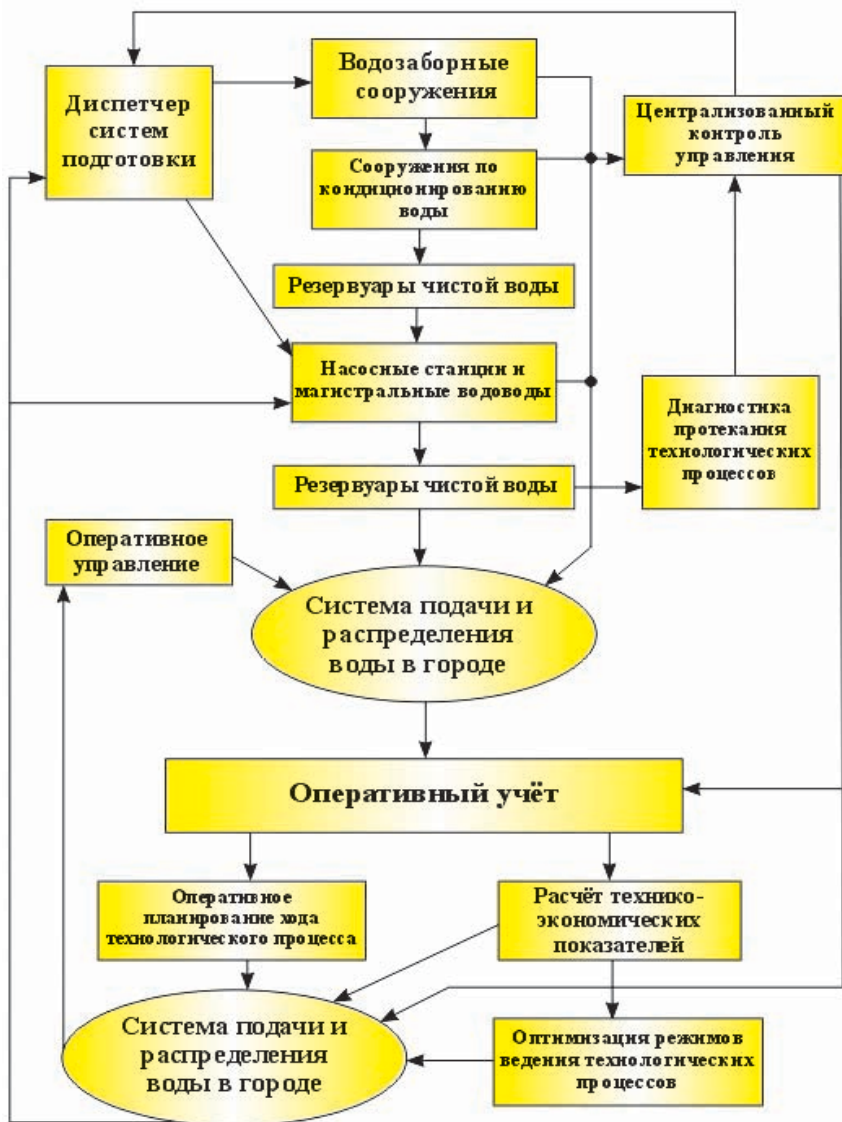 Водозаборные
сооружения
Диспетчер
систем
подготовки
Централизованный
контроль
управления
Сооружения по
кондиционированию
воды
Резервуары чистой воды
Насосные станции и
магистральные водоводы
Диагностика
протекания
технологических
процессов
Резервуары чистой воды
Оперативное
управление
Система подачи и
распределения
воды в городе
Оперативный учёт
Оперативное
планирование хода
технологического процесса
Расчёт технико-
экономических
показателей
Система подачи и
распределения
воды в городе
Оптимизация режимов
ведения технологических
процессов